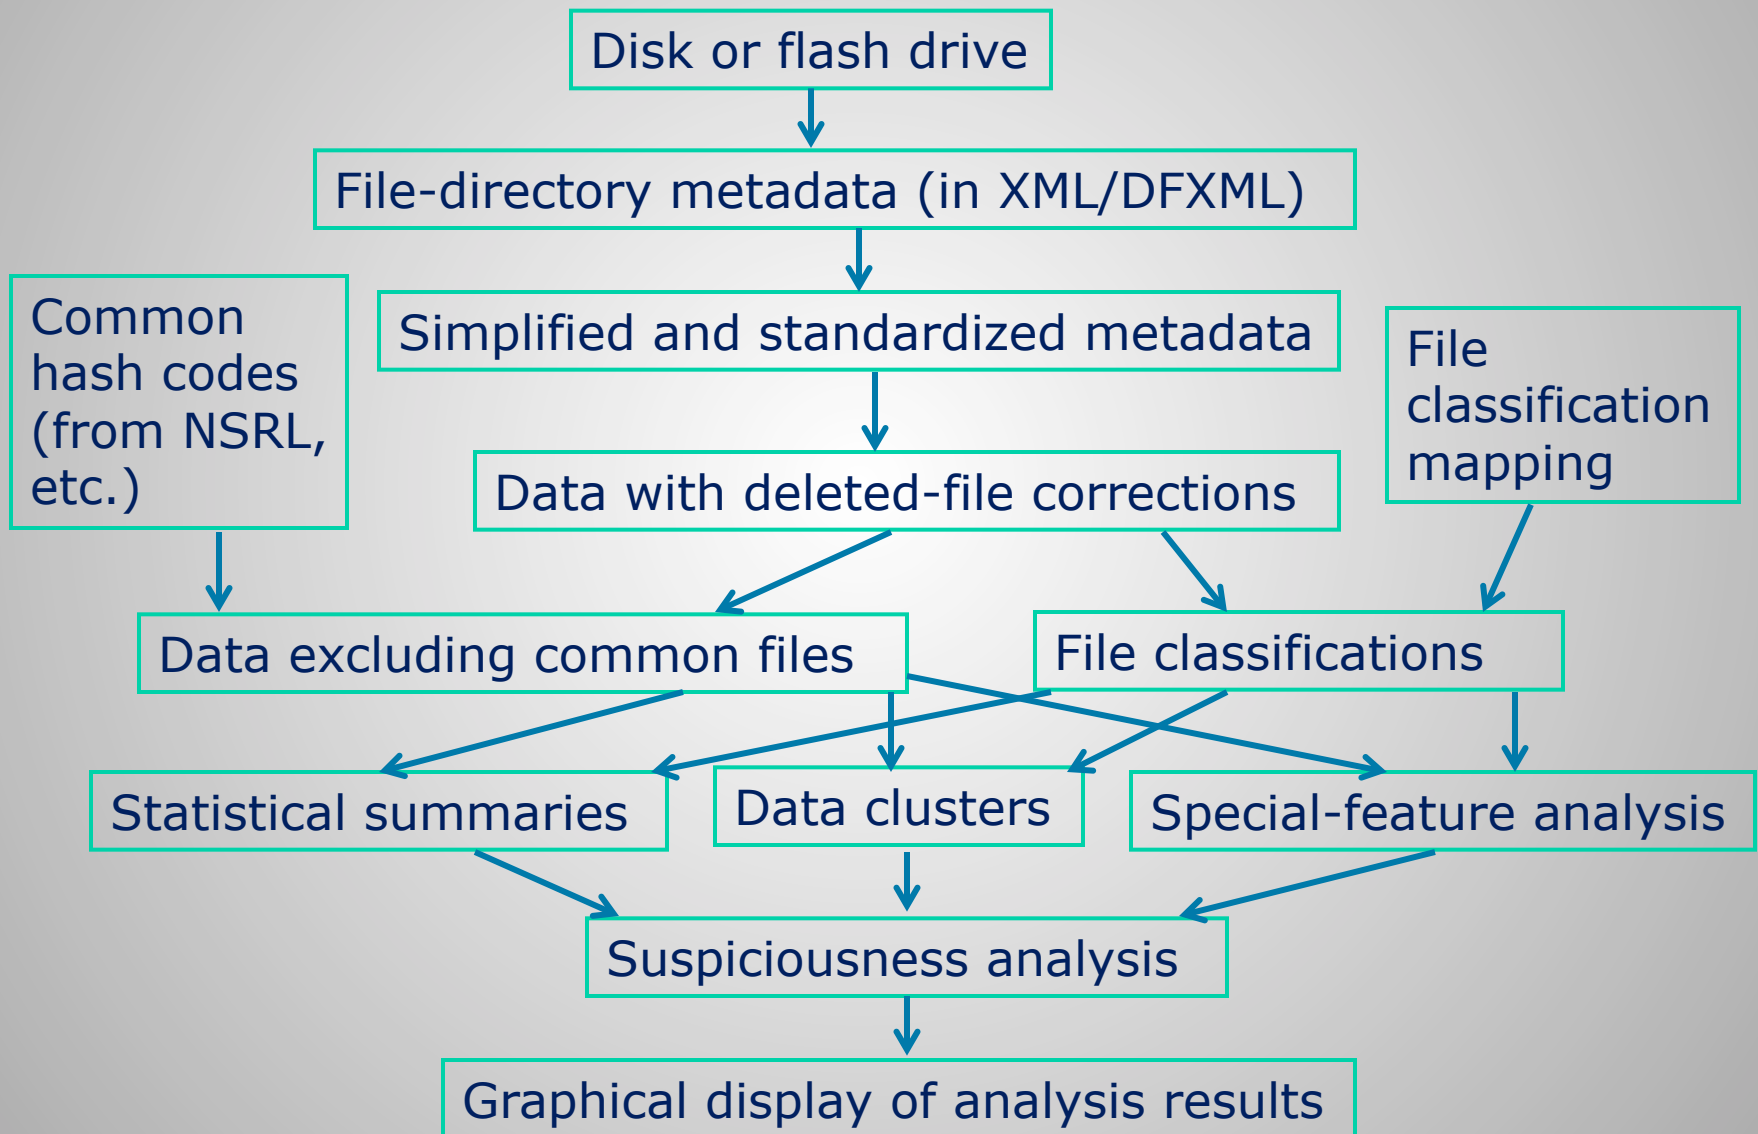 Disk or flash drive
File-directory metadata (in XML/DFXML)
Common
hash codes
(from NSRL,
etc.)
Simplified and standardized metadata
File
classification
mapping
Data with deleted-file corrections
Data excluding common files
File classifications
Statistical summaries
Data clusters
Special-feature analysis
Suspiciousness analysis
Graphical display of analysis results